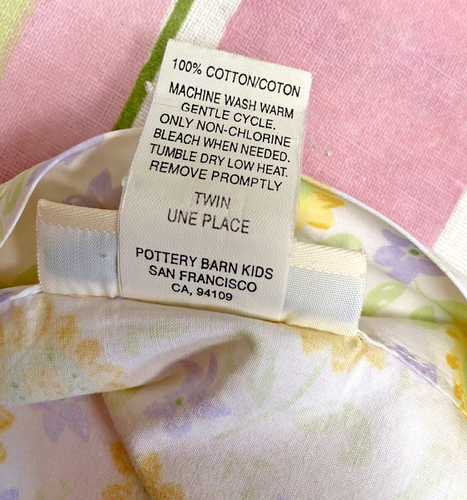 100% COTTON/COTON
MACHINE WASH WARM
GENTLE CYCLE.
ONLY NON-CHLORINE
BLEACH WHEN NEEDED.
TUMBLE DRY LOW HEAT.
REMOVE PROMPTLY
TWIN
UNE PLACE
POTTERY BARN KIDS
SAN FRANCISCO
CA, 94109